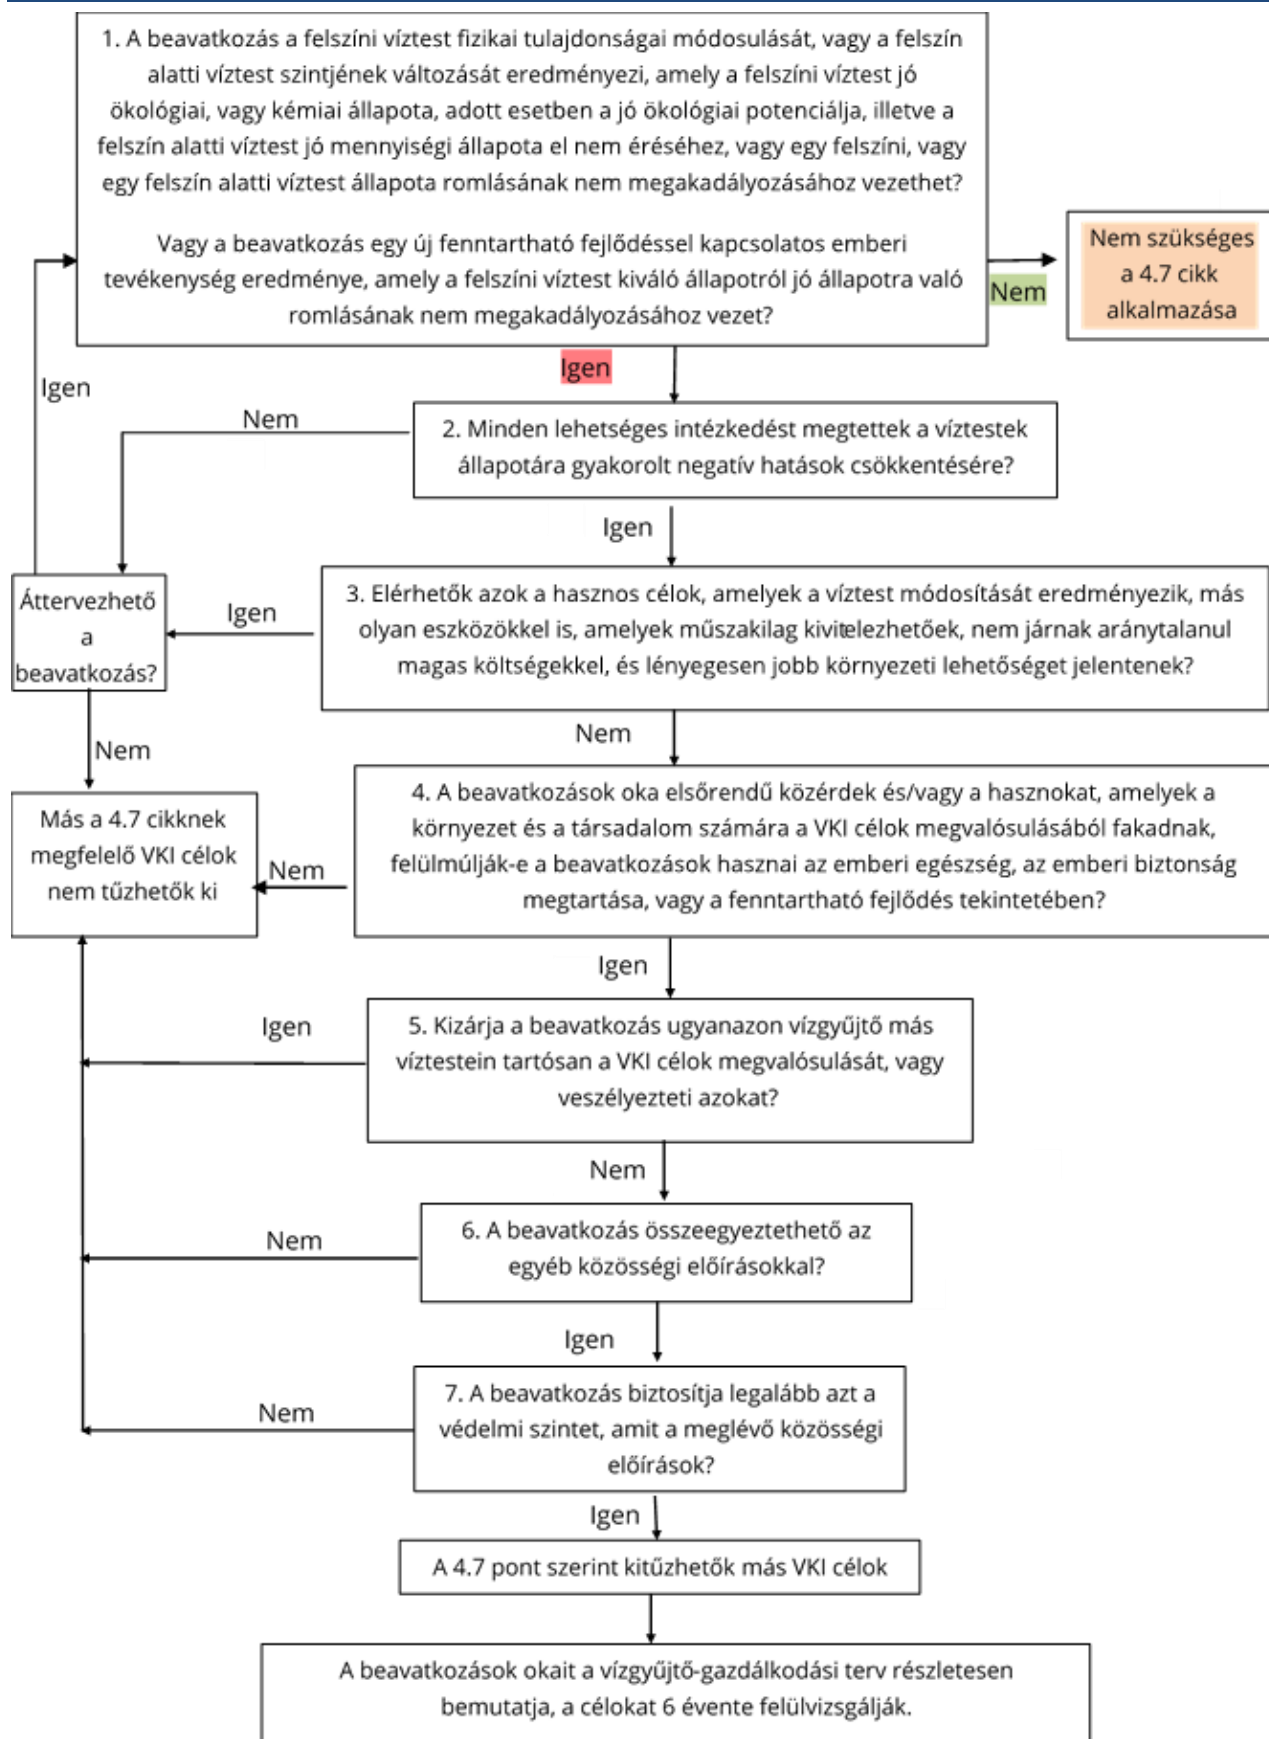 1. A beavatkozás a felszíni víztest fizikai tulajdonságai módosulását, vagy a felszín
alatti víztest szintjének változását eredményezi, amely a felszíni víztest jó
ökológiai, vagy kémiai állapota, adott esetben a jó ökológiai potenciálja, illetve a
felszín alatti víztest jó mennyiségi állapota el nem éréséhez, vagy egy felszíni, vagy
egy felszín alatti víztest állapota romlásának nem megakadályozásához vezethet?
Vagy a beavatkozás egy új fenntartható fejlődéssel kapcsolatos emberi
tevékenység eredménye, amely a felszíni víztest kiváló állapotról jó állapotra való
romlásának nem megakadályozásához vezet?
Nem
Nem szükséges
a 4.7 cikk
alkalmazása
Igen
Igen
2. Minden lehetséges intézkedést megtettek a víztestek
állapotára gyakorolt negatív hatások csökkentésére?
Nem
Igen
Áttervezhető
a
beavatkozás?
Igen
3. Elérhetők azok a hasznos célok, amelyek a víztest módosítását eredményezik, más
olyan eszközökkel is, amelyek műszakilag kivitelezhetőek, nem járnak aránytalanul
magas költségekkel, és lényegesen jobb környezeti lehetőséget jelentenek?
Nem
Nem
Más a 4.7 cikknek
megfelelő VKI célok
nem tűzhetők ki
Nem
4. A beavatkozások oka elsőrendű közérdek és/vagy a hasznokat, amelyek a
környezet és a társadalom számára a VKI célok megvalósulásából fakadnak,
felülmúlják-e a beavatkozások hasznai az emberi egészség, az emberi biztonság
megtartása, vagy a fenntartható fejlődés tekintetében?
Igen
Igen
5. Kizárja a beavatkozás ugyanazon vízgyűjtő más
víztestein tartósan a VKI célok megvalósulását, vagy
veszélyezteti azokat?
Nem
Nem
6. A beavatkozás összeegyeztethető az
egyéb közösségi előírásokkal?
Igen
Nem
7. A beavatkozás biztosítja legalább azt a
védelmi szintet, amit a meglévő közösségi
előírások?
Igen
A 4.7 pont szerint kitűzhetők más VKI célok
A beavatkozások okait a vízgyűjtő-gazdálkodási terv részletesen
bemutatja, a célokat 6 évente felülvizsgálják.